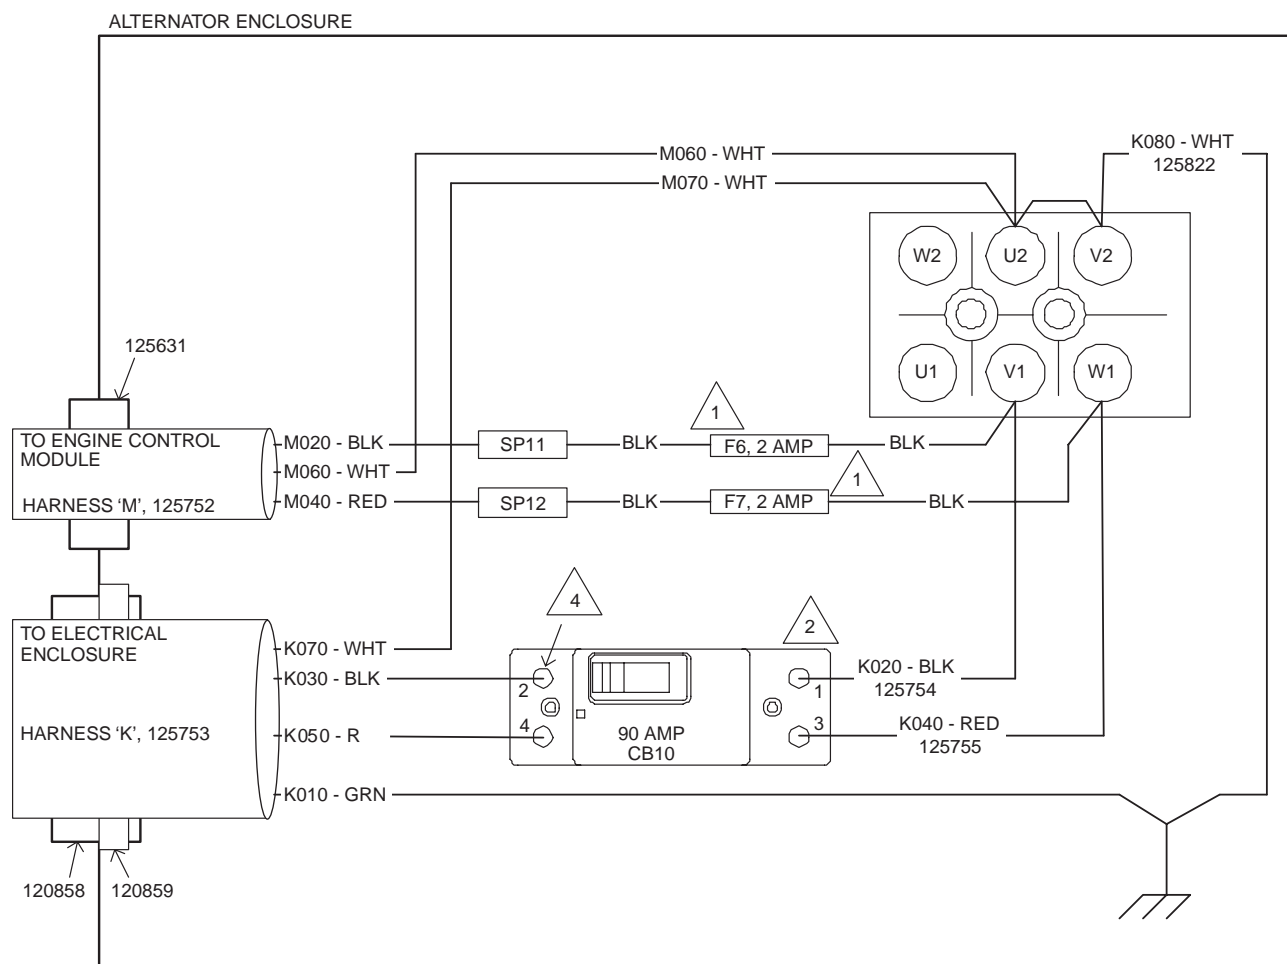 ALTERNATOR ENCLOSURE
M060 - WHT
M070 - WHT
K080 - WHT
125822
W2
U2
V2
U1
V1
W1
125631
1
TO ENGINE CONTROL
MODULE
HARNESS ‘M’, 125752
M020 - BLK
SP11
BLK
F6, 2 AMP
BLK
M060 - WHT
1
M040 - RED
SP12
BLK
F7, 2 AMP
BLK
4
2
TO ELECTRICAL
ENCLOSURE
HARNESS ‘K’, 125753
K070 - WHT
K030 - BLK
2
1
K020 - BLK
125754
K050 - R
4
90 AMP
CB10
3
K040 - RED
125755
K010 - GRN
120858
120859